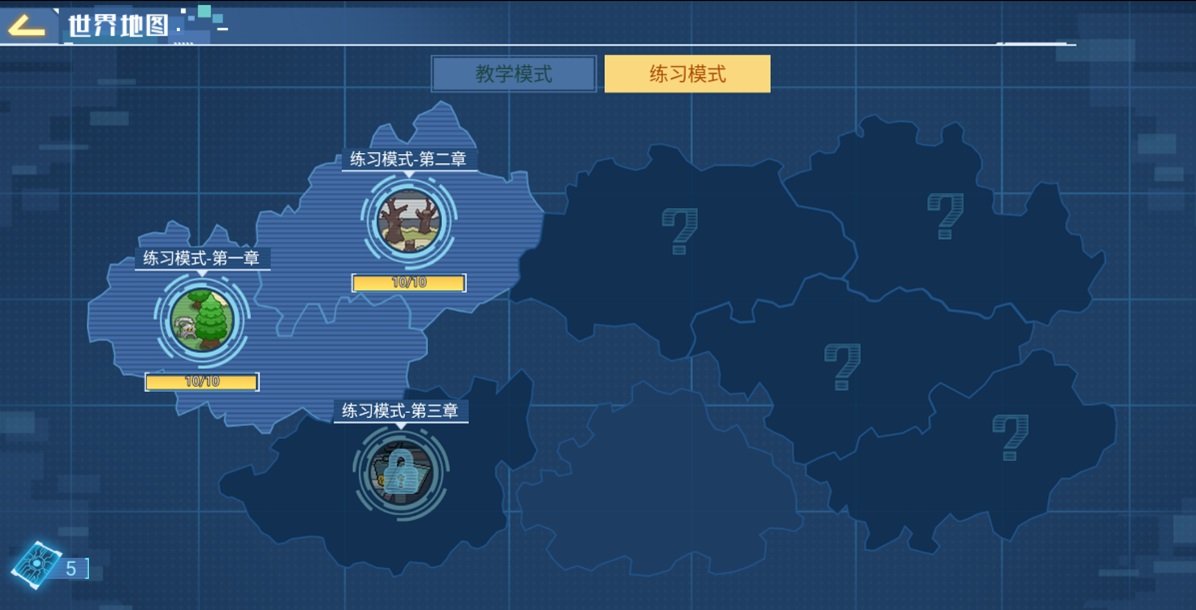 世界地图
教学模式
练习模式
练习模式-第二章
10/10
练习模式-第一章
10/10
练习模式-第三章
?
?
?
?
5